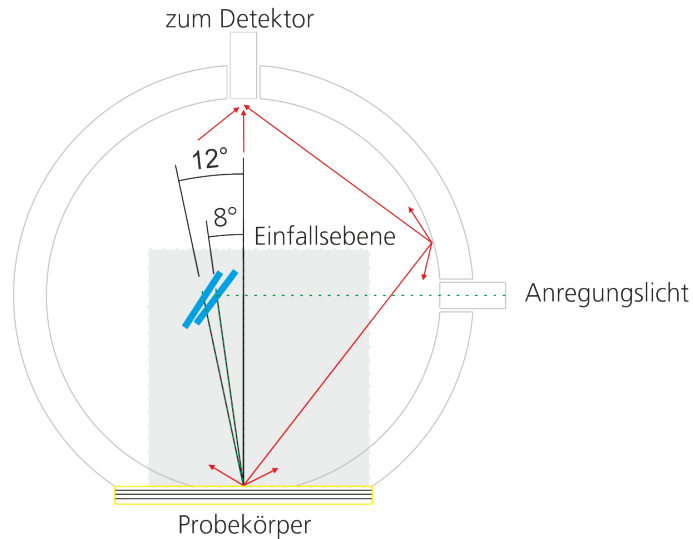 zum Detektor
12°
8°
Einfallsebene
Anregungslicht
Probekörper